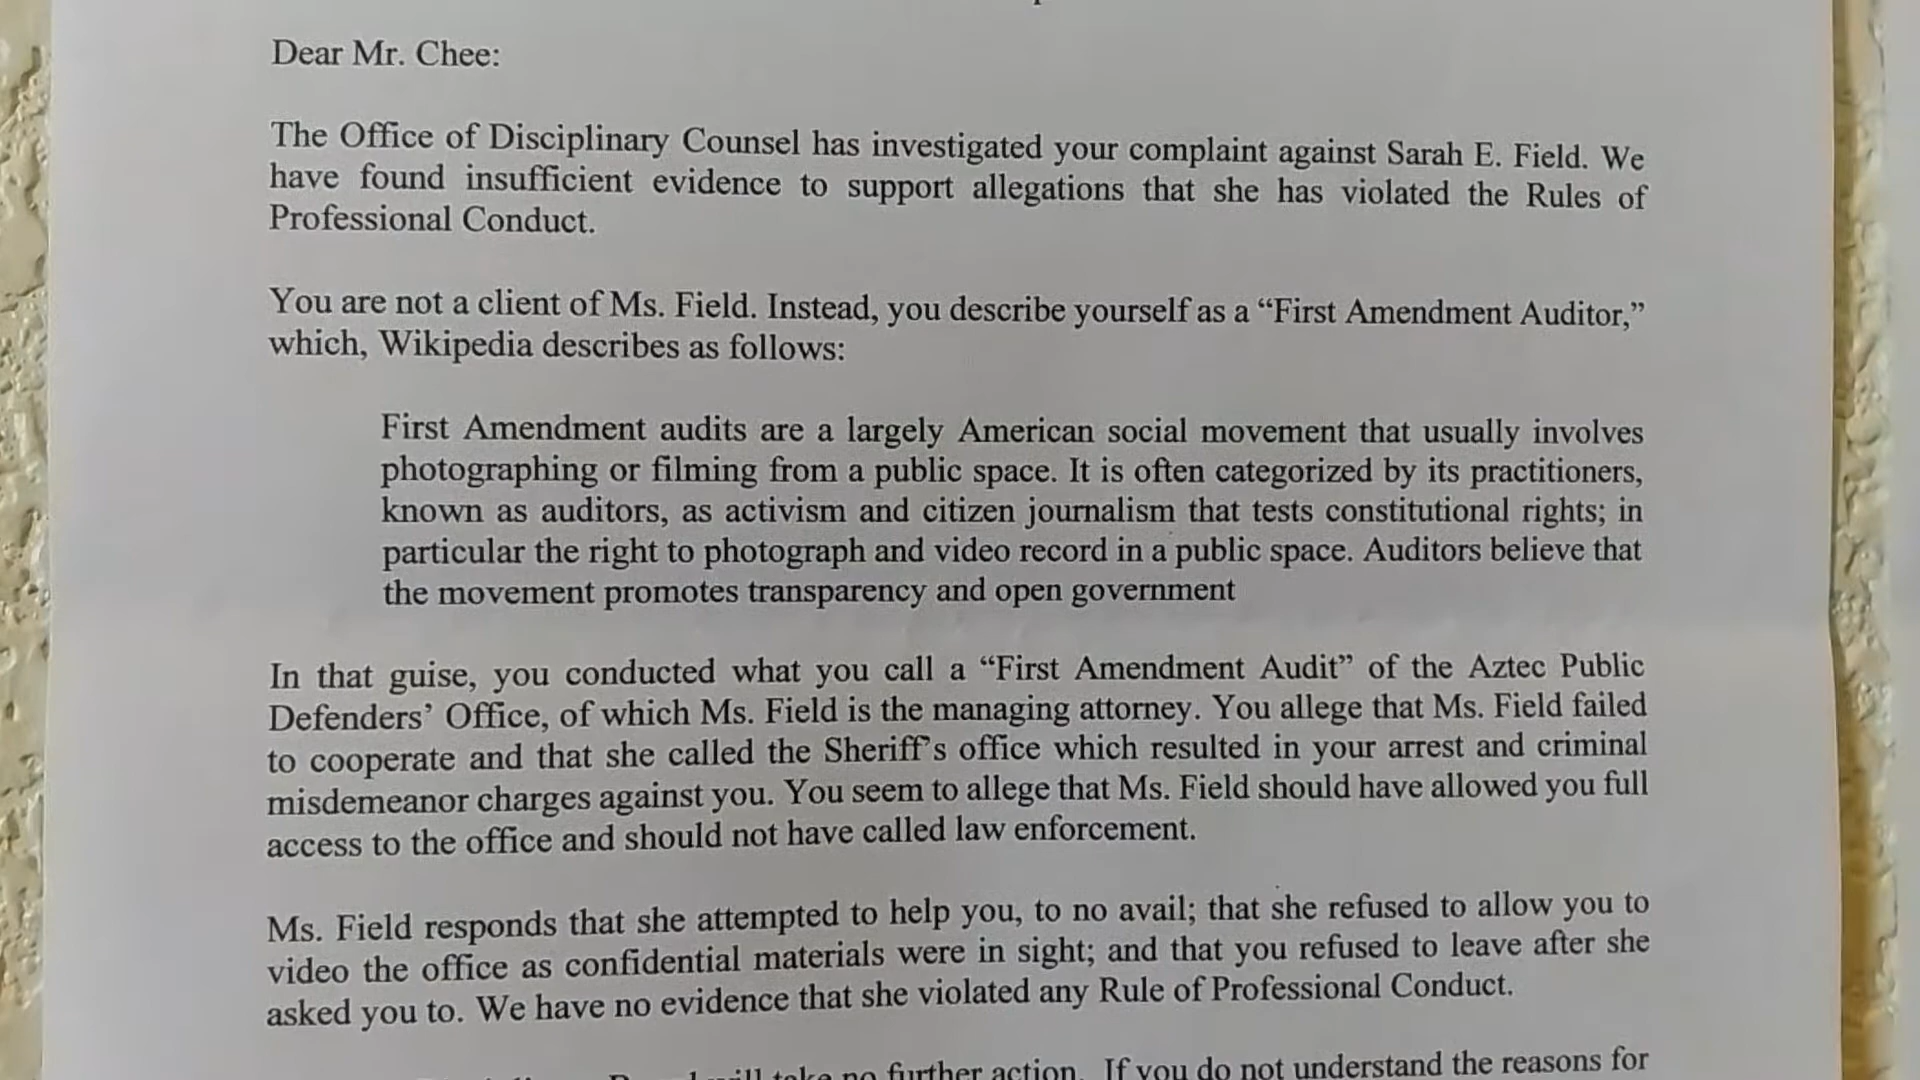 Dear Mr. Chee:
The Office of Disciplinary Counsel has investigated your complaint against Sarah E. Field. We
have found insufficient evidence to support allegations that she has violated the Rules of
Professional Conduct.
You are not a client of Ms. Field. Instead, you describe yourself as a “First Amendment Auditor,”
which, Wikipedia describes as follows:
First Amendment audits are a largely American social movement that usually involves
photographing or filming from a public space. It is often categorized by its practitioners,
known as auditors, as activism and citizen journalism that tests constitutional rights; in
particular the right to photograph and video record in a public space. Auditors believe that
the movement promotes transparency and open government
In that guise, you conducted what you call a “First Amendment Audit” of the Aztec Public
Defenders’ Office, of which Ms. Field is the managing attorney. You allege that Ms. Field failed
to cooperate and that she called the Sheriff’s office which resulted in your arrest and criminal
misdemeanor charges against you. You seem to allege that Ms. Field should have allowed you full
access to the office and should not have called law enforcement.
Ms. Field responds that she attempted to help you, to no avail; that she refused to allow you to
video the office as confidential materials were in sight; and that you refused to leave after she
asked you to. We have no evidence that she violated any Rule of Professional Conduct.
will take no further action. If you do not understand the reasons for